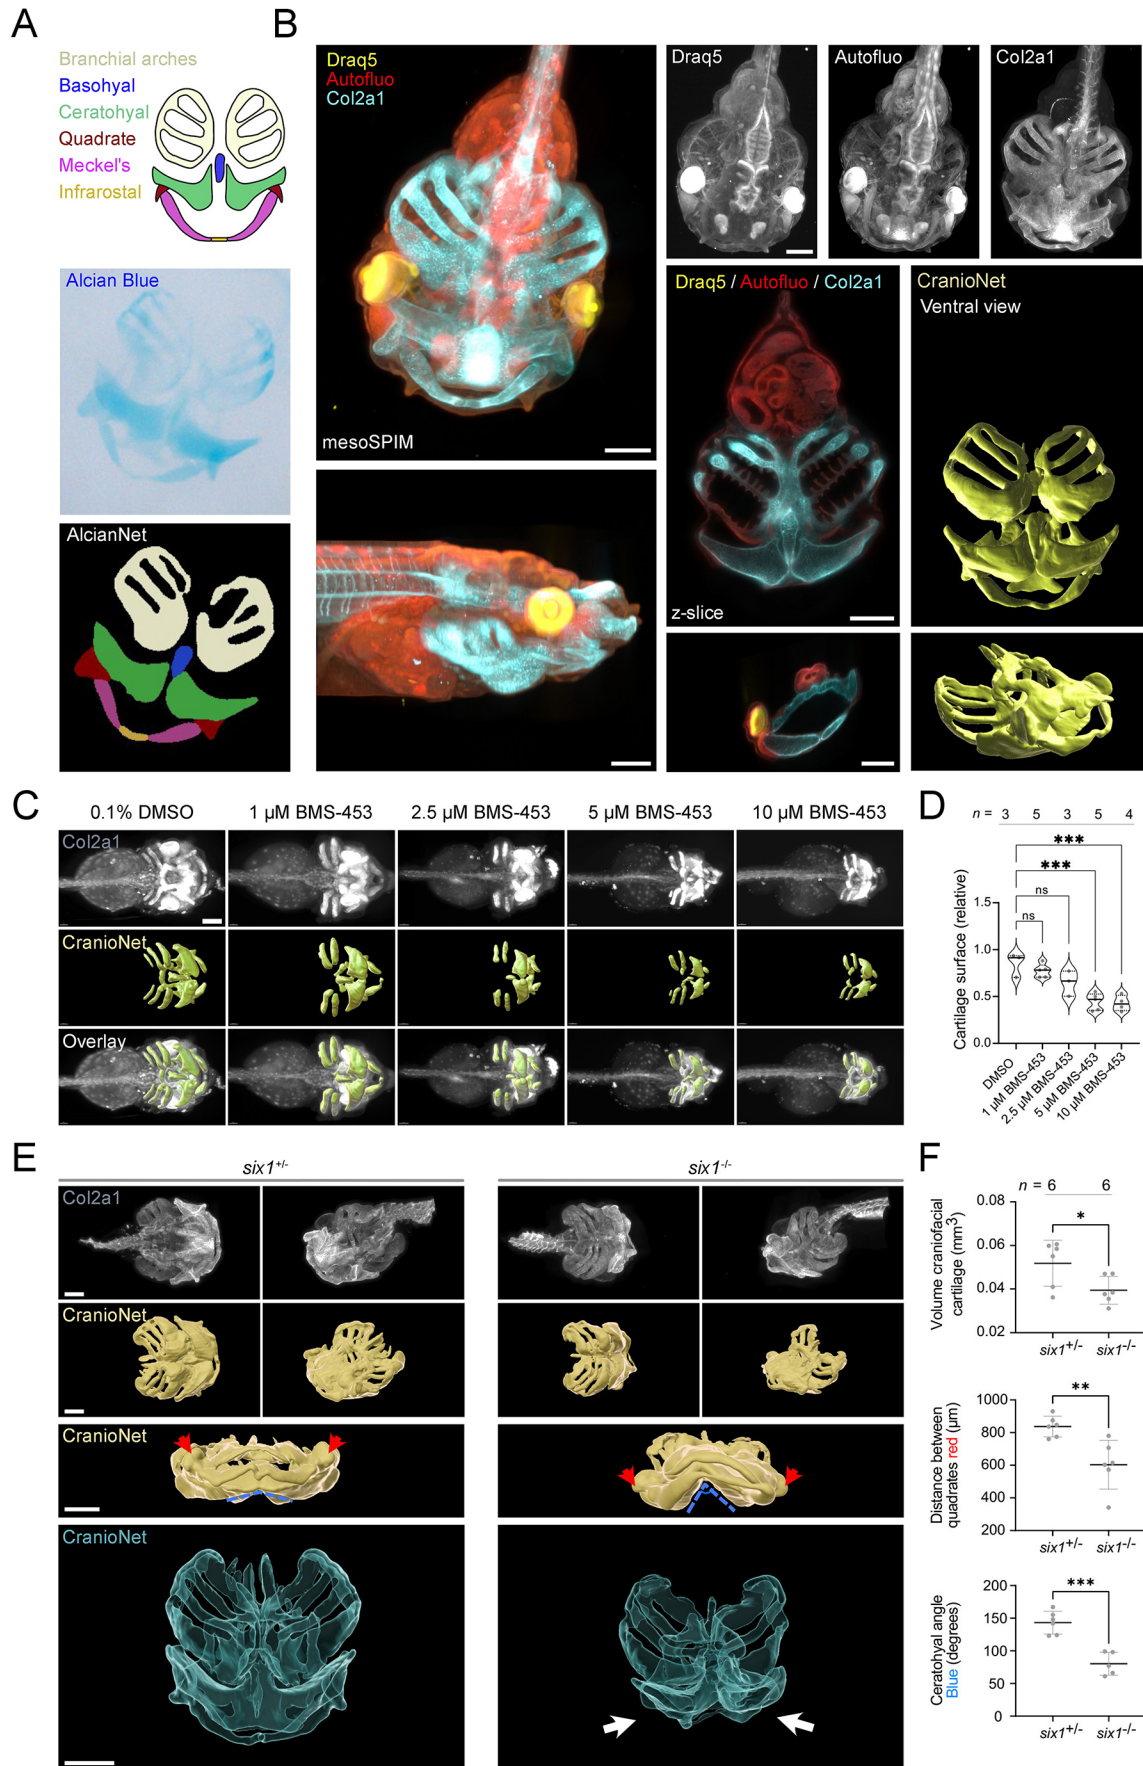 A
Branchial arches
Basohyal
Ceratohyal
Quadrate
Meckel's
Infrarostal
Alcian Blue
AlcianNet
B
Draq5
Autofluo
Col2a1
mesoSPIM
Draq5
Autofluo
Col2a1
Draq5 / Autofluo / Col2a1
z-slice
CranioNet
Ventral view
C
0.1% DMSO
1 µM BMS-453
2.5 µM BMS-453
5 µM BMS-453
10 µM BMS-453
Col2a1
CranioNet
Overlay
D
n = 3 5 3 5 4
***
***
ns
ns
Cartilage surface (relative)
1.5
1.0
0.5
0.0
DMSO
1 µM BMS-453
2.5 µM BMS-453
5 µM BMS-453
10 µM BMS-453
E
six1+/-
six1-/-
Col2a1
CranioNet
CranioNet
CranioNet
F
n = 6 6
Volume craniofacial
cartilage (mm3)
0.08
0.06
0.04
0.02
*
six1+/- six1-/-
Distance between
quadrates red (µm)
1000
800
600
400
200
**
six1+/- six1-/-
Ceratohyal angle
Blue (degrees)
200
150
100
50
0
***
six1+/- six1-/-